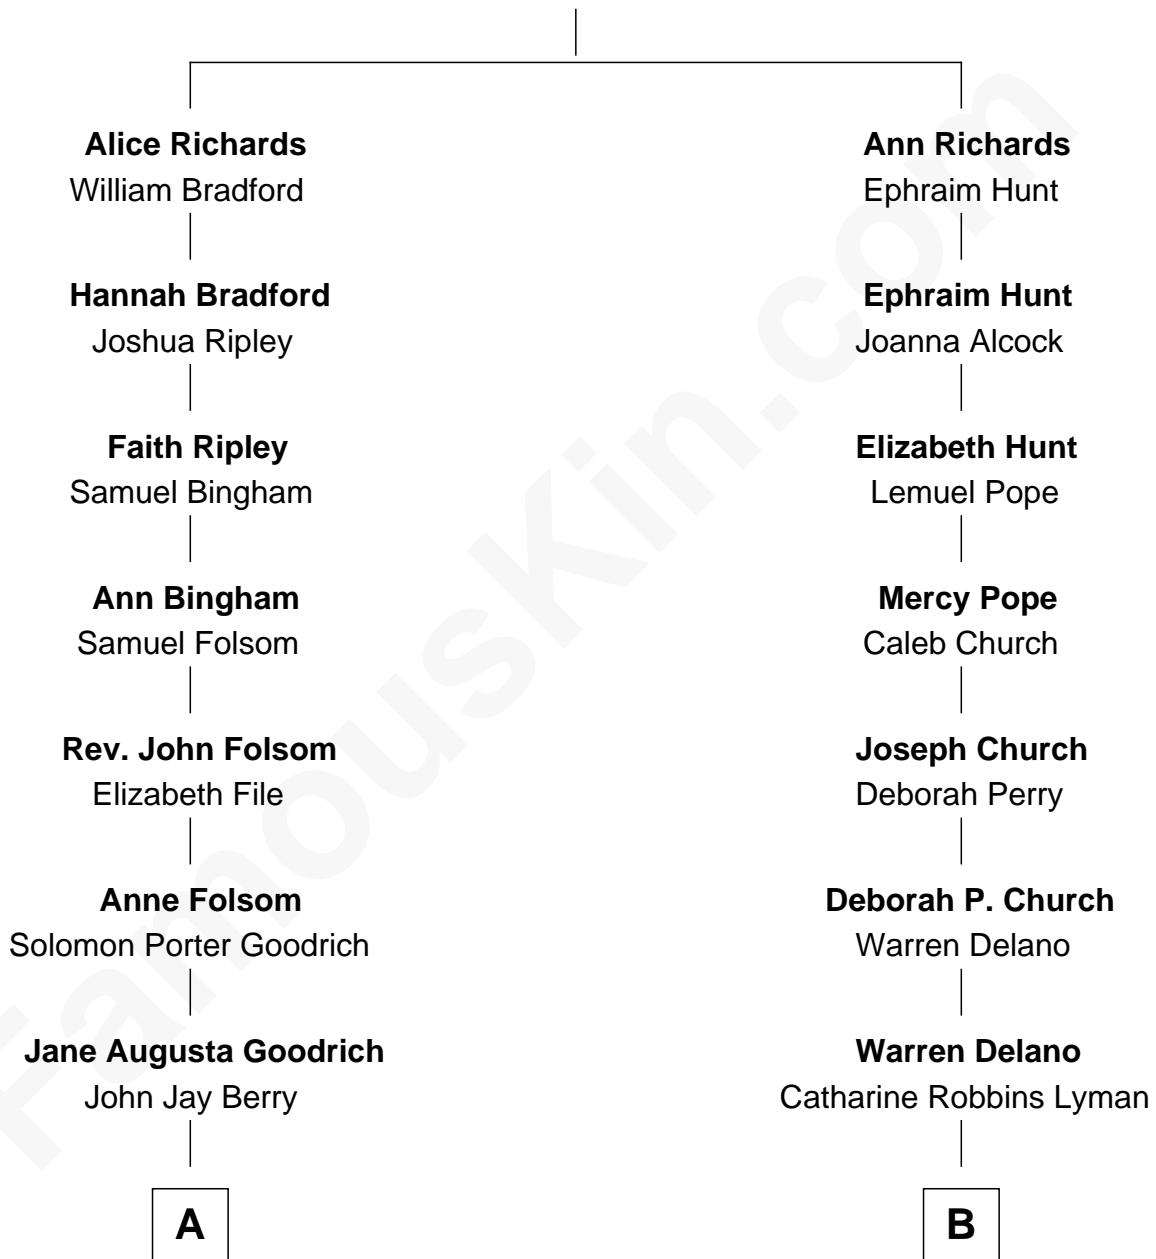 Alice Richards
William Bradford
Ann Richards
Ephraim Hunt
Hannah Bradford
Joshua Ripley
Ephraim Hunt
Joanna Alcock
Faith Ripley
Samuel Bingham
Elizabeth Hunt
Lemuel Pope
Ann Bingham
Samuel Folsom
Mercy Pope
Caleb Church
Rev. John Folsom
Elizabeth File
Joseph Church
Deborah Perry
Anne Folsom
Solomon Porter Goodrich
Deborah P. Church
Warren Delano
Jane Augusta Goodrich
John Jay Berry
Warren Delano
Catharine Robbins Lyman
A
B
FamousKin.com